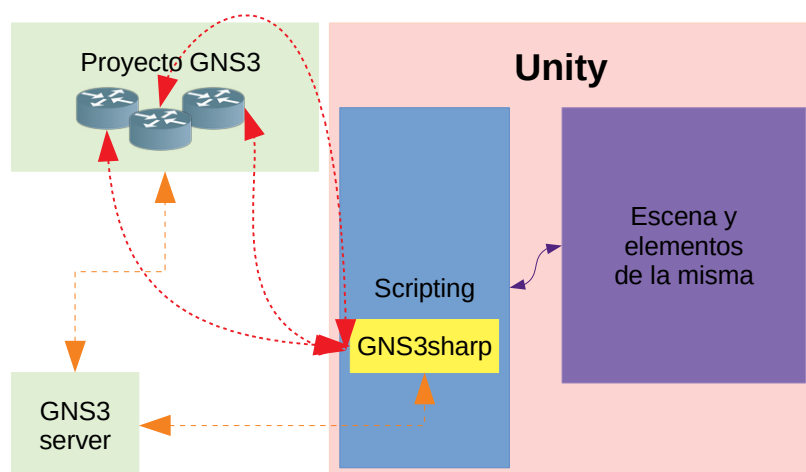 Proyecto GNS3
Unity
Scripting
GNS3sharp
Escena y
elementos
de la misma
GNS3
server